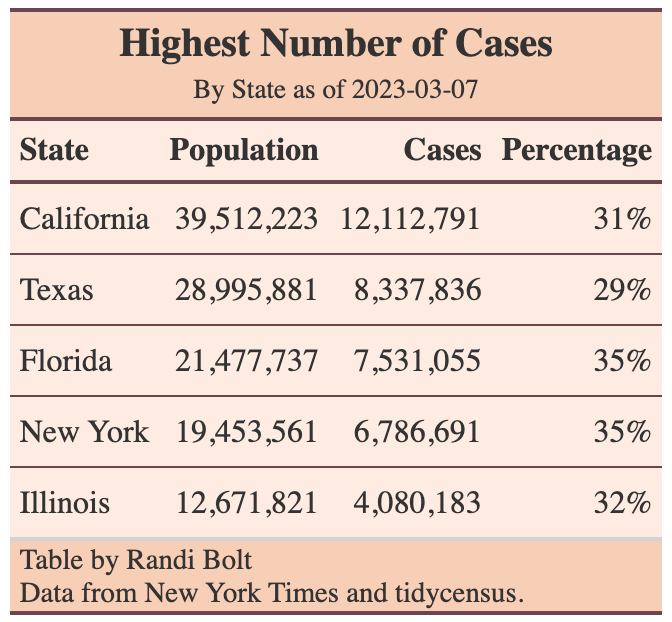 Highest Number of Cases
By State as of 2023-03-07
State Population Cases Percentage
California 39,512,223 12,112,791 31%
Texas 28,995,881 8,337,836 29%
Florida 21,477,737 7,531,055 35%
New York 19,453,561 6,786,691 35%
Illinois 12,671,821 4,080,183 32%
Table by Randi Bolt
Data from New York Times and tidycensus.